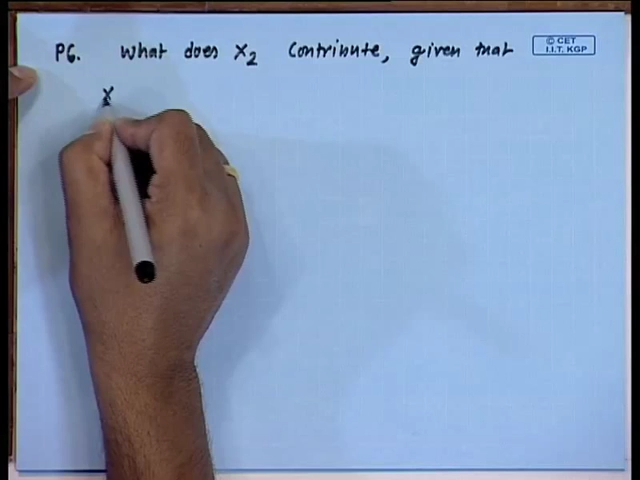 P6. What does X2 Contribute, given that
© CET
I.I.T, KGP
X